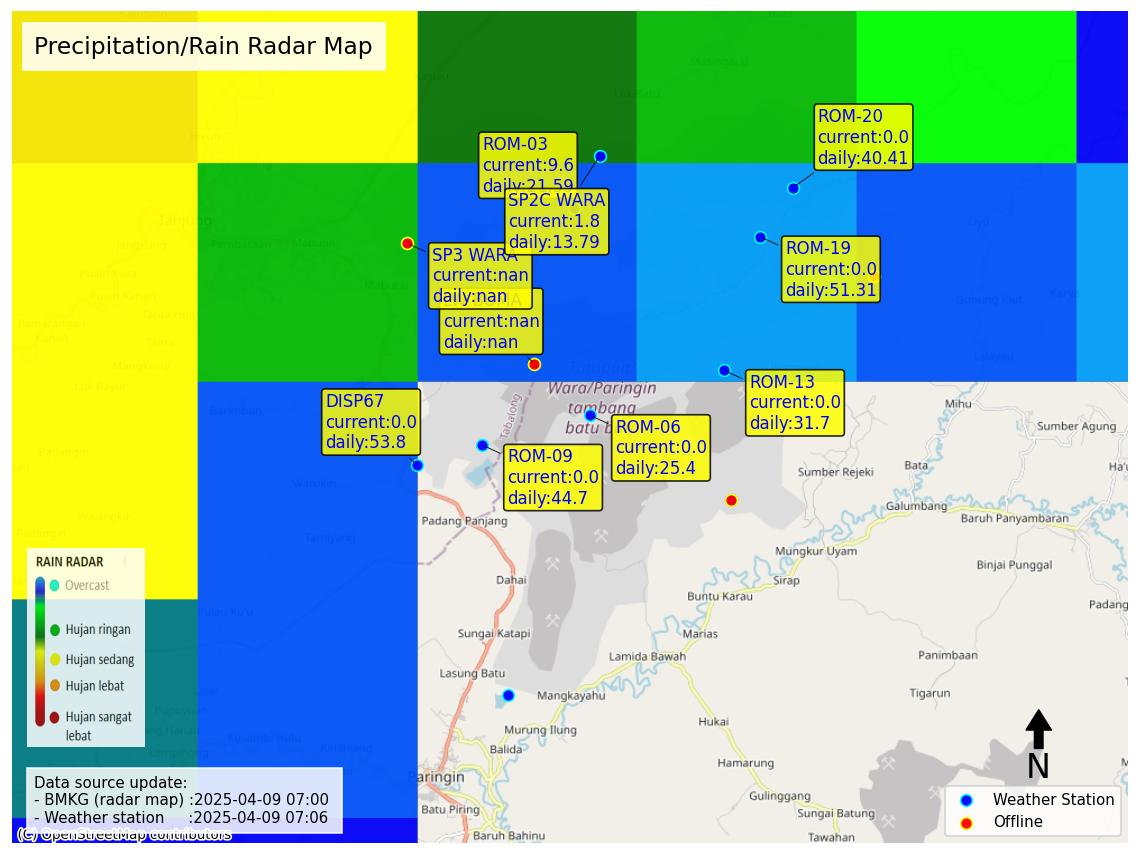 Precipitation/Rain Radar Map
ROM-20
current:0.0
daily:40.41
ROM-03
current:9.6
daily:21.59
SP2C WARA
current:1.8
daily:13.79
SP3 WARA
current:nan
daily:nan
current:nan
daily:nan
ROM-19
current:0.0
daily:51.31
ROM-13
current:0.0
daily:31.7
DISP67
current:0.0
daily:53.8
ROM-06
current:0.0
daily:25.4
ROM-09
current:0.0
daily:44.7
Tanjung
Maburai
Tutupan
Wara/Paringin
tambang
batu b
Tabalong
Mihu
Sumber Agung
Sumber Rejeki
Bata
Galumbang
Baruh Panyambaran
Padang Panjang
Mungkur Uyam
Binjai Punggal
Dahai
Sirap
Buntu Karau
Padang
Sungai Katapi
Marias
Lamida Bawah
Panimbaan
Lasung Batu
Mangkayahu
Tigarun
Murung Ilung
Hukai
Balida
Hamarung
Paringin
Gulinggang
Batu Piring
Sungai Batung
Baruh Bahinu
Tawahan
RAIN RADAR
Overcast
Hujan ringan
Hujan sedang
Hujan lebat
Hujan sangat
lebat
Data source update:
- BMKG (radar map) :2025-04-09 07:00
- Weather station :2025-04-09 07:06
(C) OpenStreetMap contributors
N
Weather Station
Offline